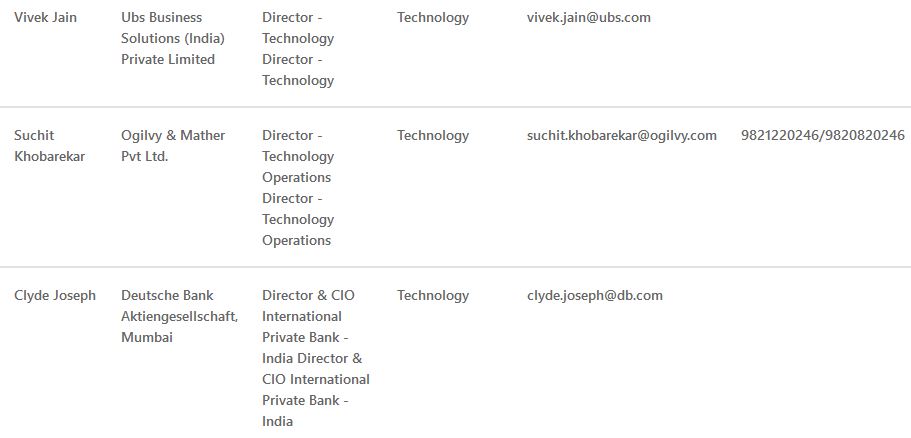 Vivek Jain Ubs Business Director - Technology vivek.jain@ubs.com
Solutions (India) Technology
Private Limited Director -
Technology
Suchit Ogilvy & Mather Director - Technology suchit.khobarekar@ogilvy.com 9821220246/9820820246
Khobarekar Pvt Ltd. Technology
Operations
Director -
Technology
Operations
Clyde Joseph Deutsche Bank Director & CIO Technology clyde.joseph@db.com
Aktiengesellschaft, International
Mumbai Private Bank -
India Director &
CIO International
Private Bank -
India